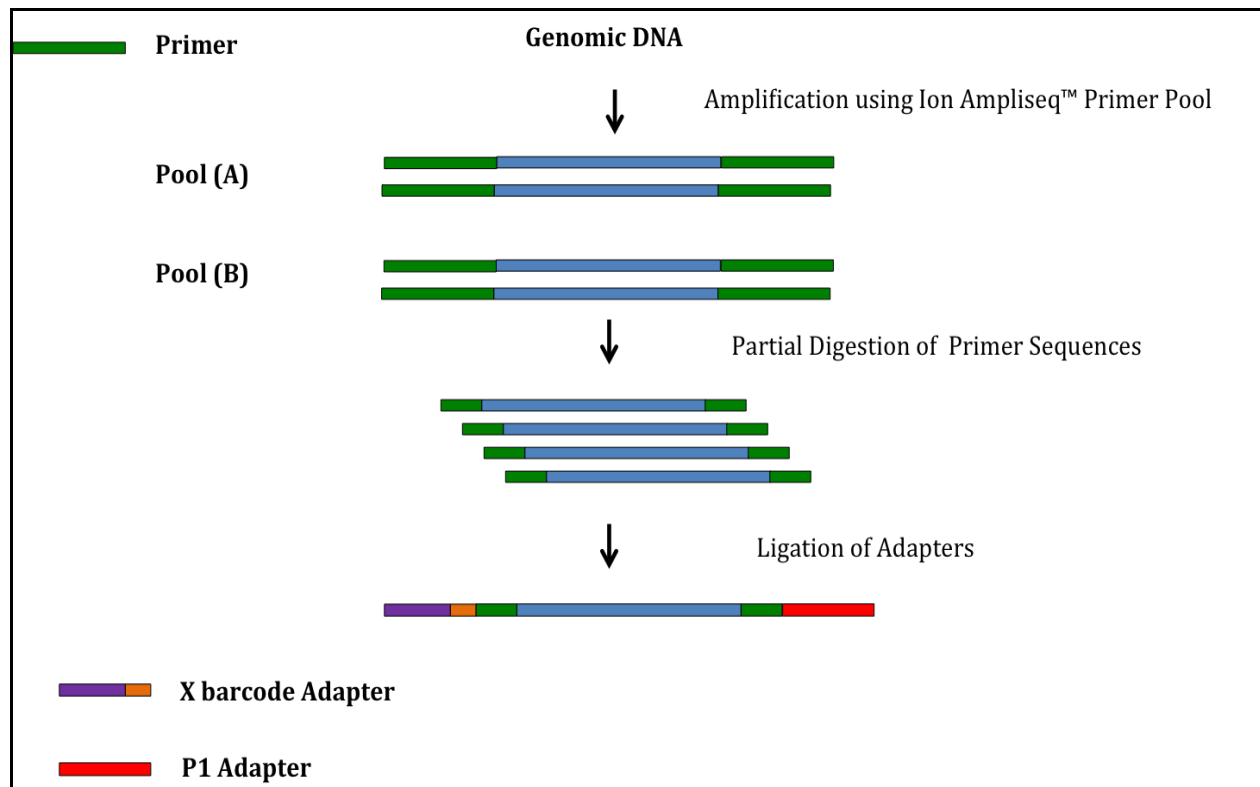 Primer
Genomic DNA
Amplification using Ion Ampliseq™ Primer Pool
Pool (A)
Pool (B)
Partial Digestion of Primer Sequences
Ligation of Adapters
X barcode Adapter
P1 Adapter